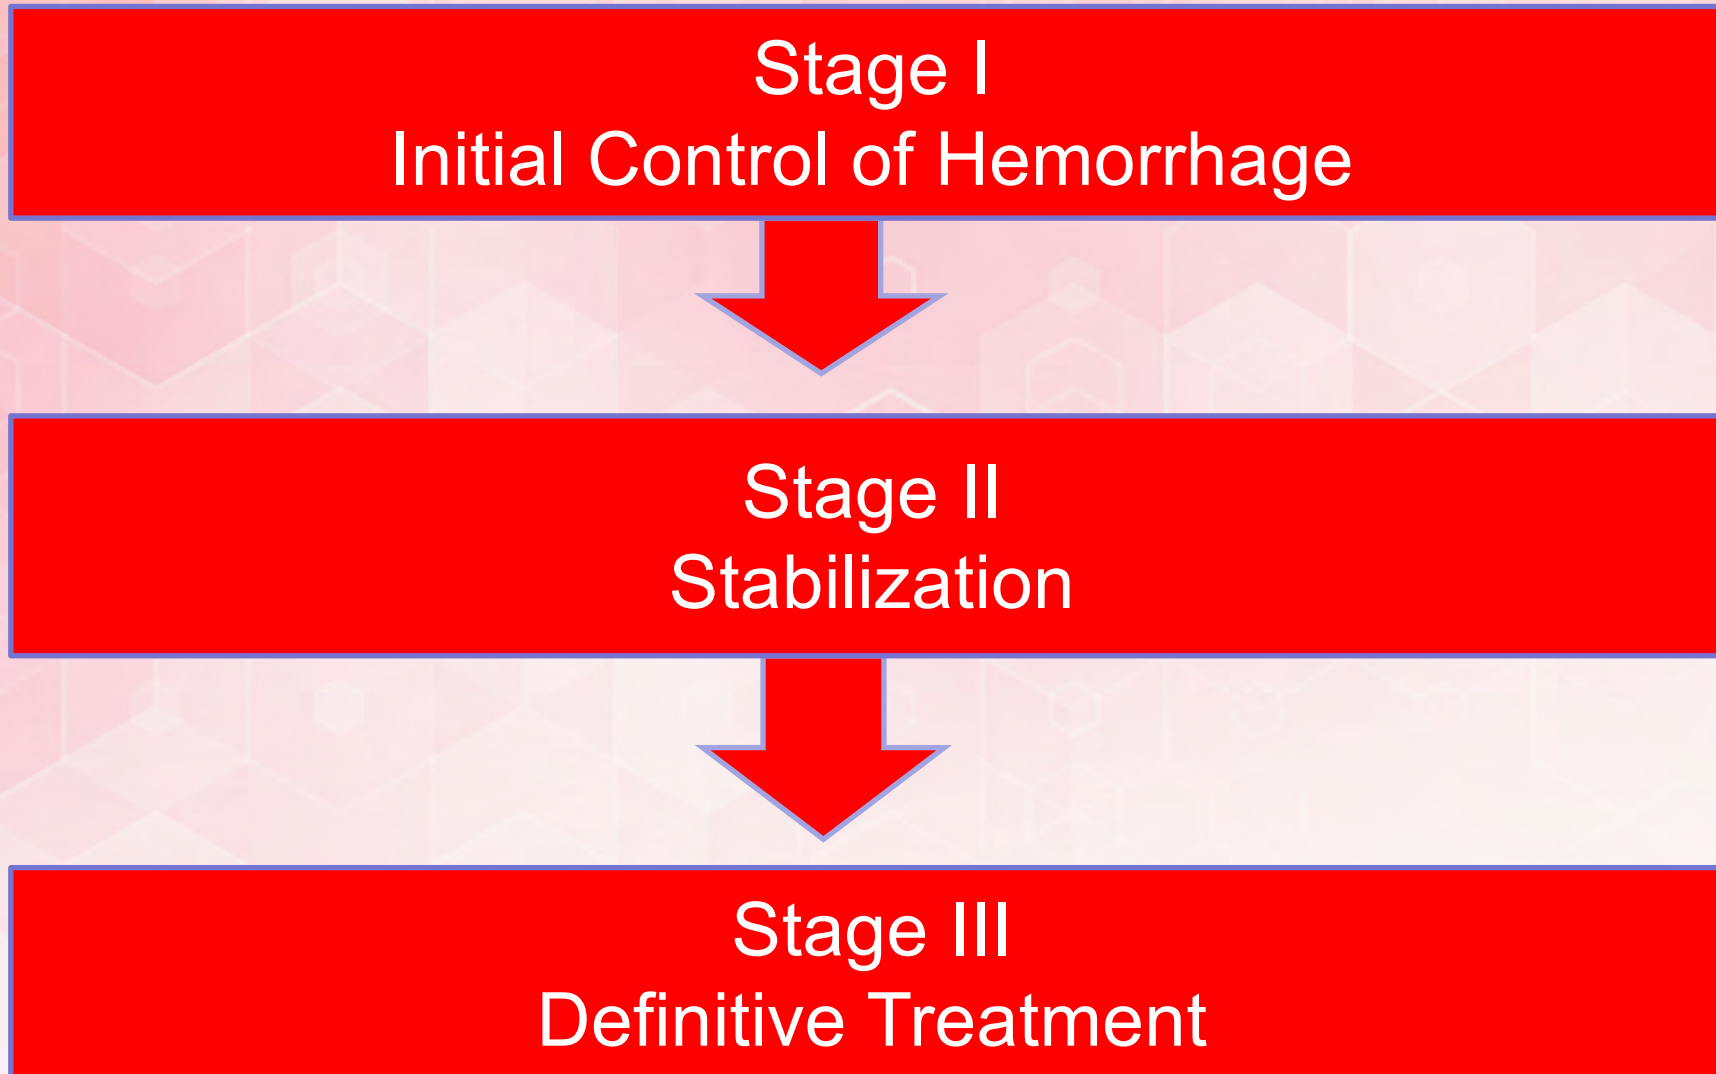 Stage I
Initial Control of Hemorrhage
Stage II
Stabilization
Stage III
Definitive Treatment